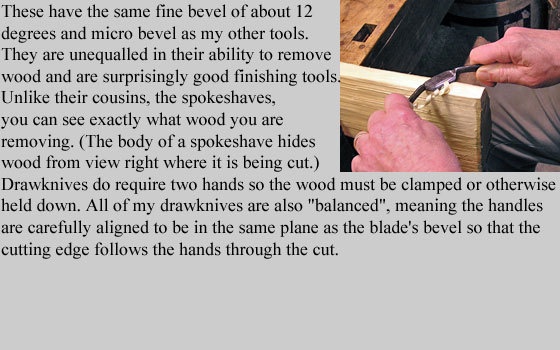 These have the same fine bevel of about 12
degrees and micro bevel as my other tools.
They are unequalled in their ability to remove
wood and are surprisingly good finishing tools.
Unlike their cousins, the spokeshaves,
you can see exactly what wood you are
removing. (The body of a spokeshave hides
wood from view right where it is being cut.)
Drawknives do require two hands so the wood must be clamped or otherwise
held down. All of my drawknives are also "balanced", meaning the handles
are carefully aligned to be in the same plane as the blade's bevel so that the
cutting edge follows the hands through the cut.